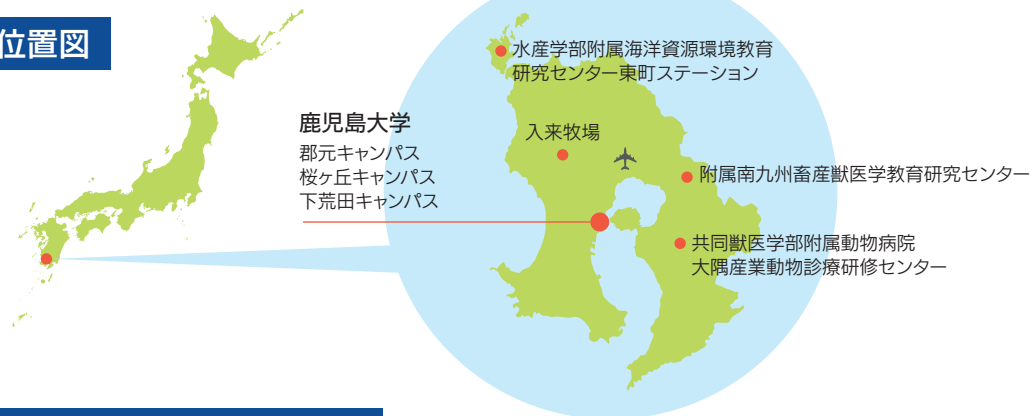 位置図
水産学部附属海洋資源環境教育
研究センター東町ステーション
鹿児島大学
郡元キャンパス
桜ヶ丘キャンパス
下荒田キャンパス
入来牧場
附属南九州畜産獣医学教育研究センター
共同獣医学部附属動物病院
大隅産業動物診療研修センター